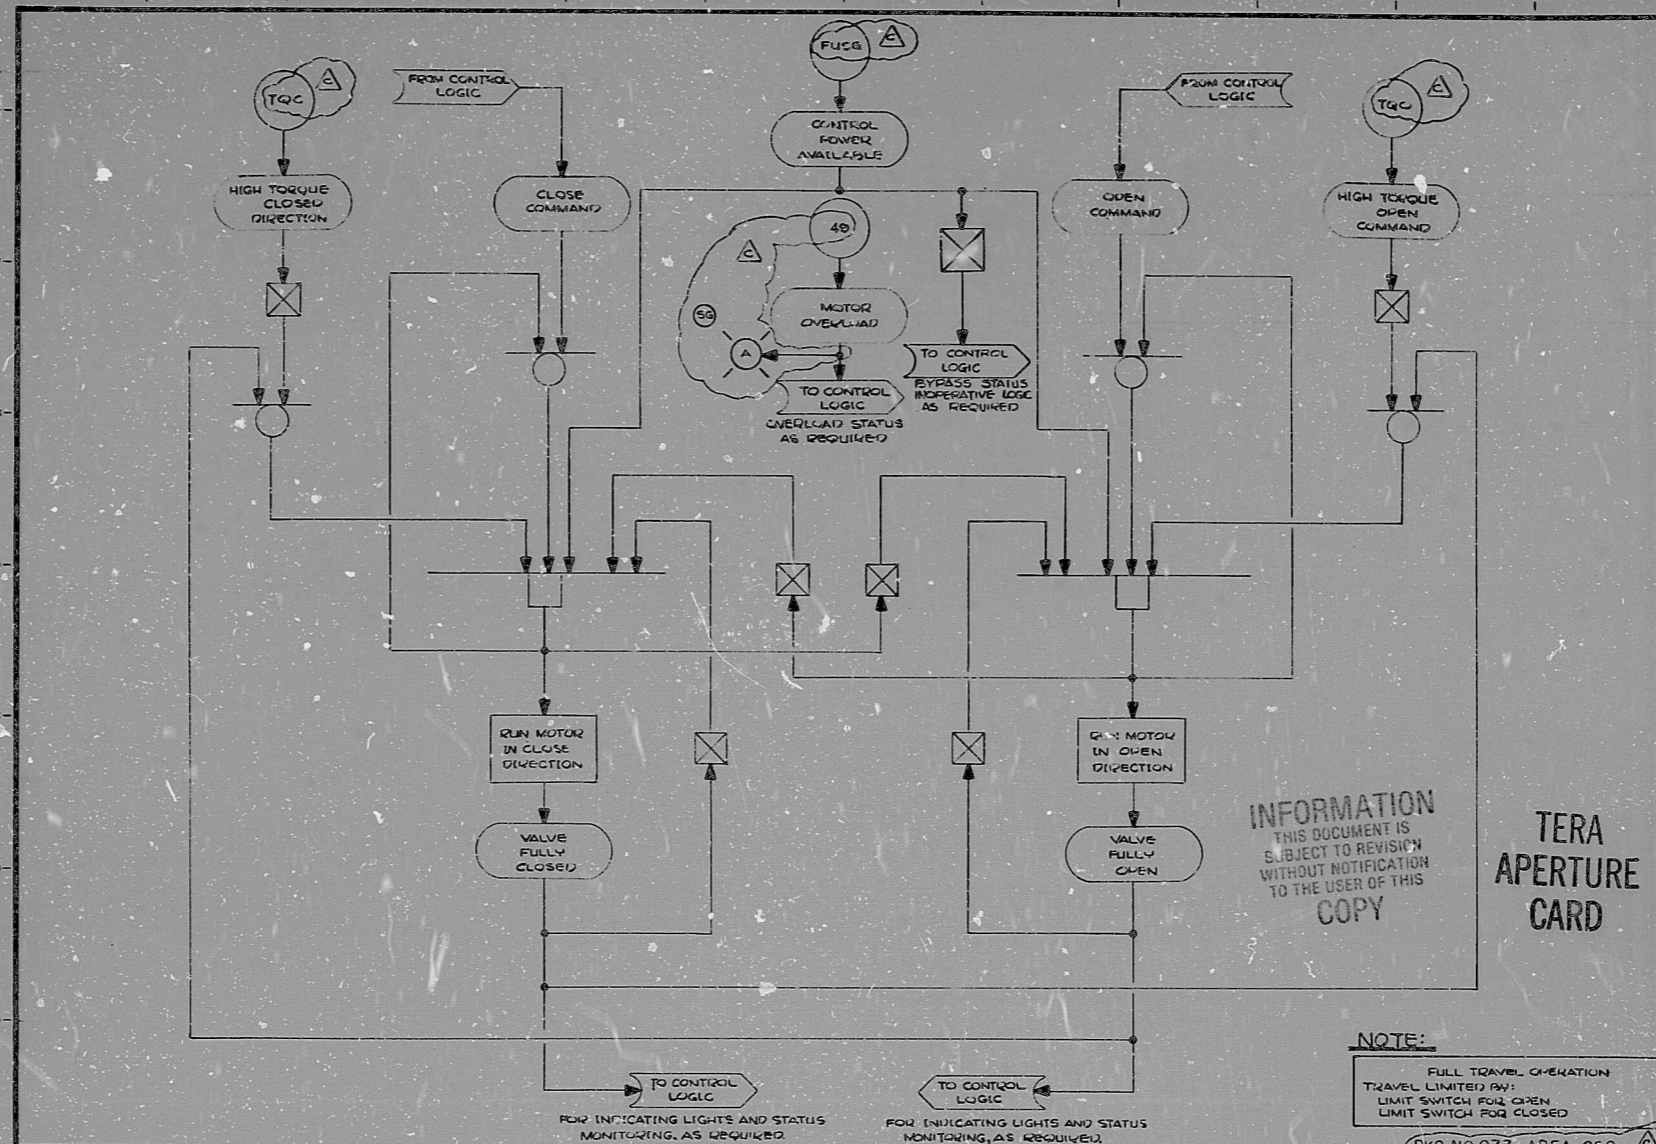 FUSG
C
TQC
C
FROM CONTROL
LOGIC
FROM CONTROL
LOGIC
TQC
C
CONTROL
POWER
AVAILABLE
HIGH TORQUE
CLOSED
DIRECTION
CLOSE
COMMAND
OPEN
COMMAND
HIGH TORQUE
OPEN
COMMAND
49
C
SG
MOTOR
OVERLOAD
A
TO CONTROL
LOGIC
BYPASS STATUS
INOPERATIVE LOGIC
AS REQUIRED
TO CONTROL
LOGIC
OVERLOAD STATUS
AS REQUIRED
RUN MOTOR
IN CLOSE
DIRECTION
RUN MOTOR
IN OPEN
DIRECTION
VALVE
FULLY
CLOSED
VALVE
FULLY
OPEN
INFORMATION
THIS DOCUMENT IS
SUBJECT TO REVISION
WITHOUT NOTIFICATION
TO THE USER OF THIS
COPY
TERA
APERTURE
CARD
TO CONTROL
LOGIC
FOR INDICATING LIGHTS AND STATUS
MONITORING, AS REQUIRED.
TO CONTROL
LOGIC
FOR INDICATING LIGHTS AND STATUS
MONITORING, AS REQUIRED.
NOTE:
FULL TRAVEL OPERATION
TRAVEL LIMITED BY:
LIMIT SWITCH FOR OPEN
LIMIT SWITCH FOR CLOSED